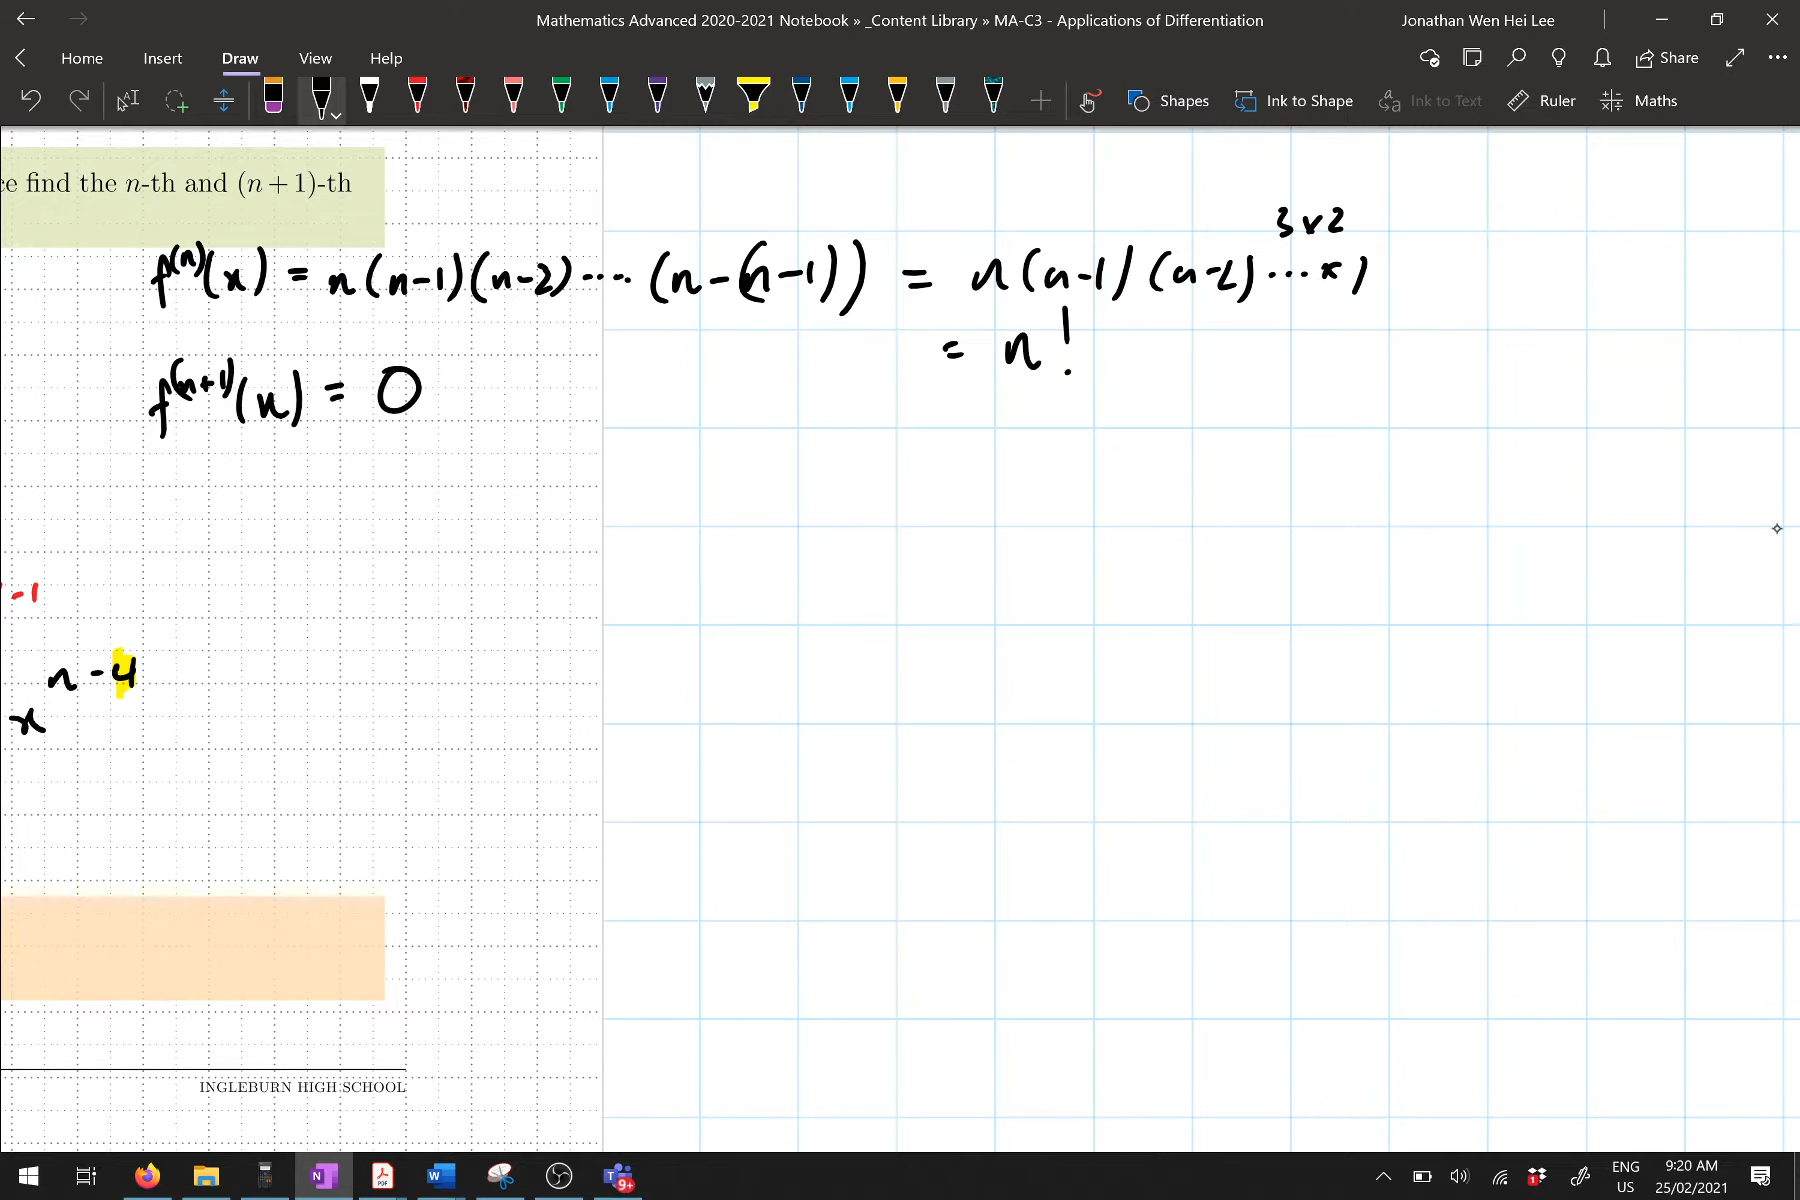 Mathematics Advanced 2020-2021 Notebook » _Content Library » MA-C3 - Applications of Differentiation
Jonathan Wen Hei Lee
Home Insert Draw View Help
Share
Shapes
Ink to Shape
Ink to Text
Ruler
Maths
ce find the n-th and (n + 1)-th
3 x 2
f^(n)(x) = n(n-1)(n-2)....(n-(n-1)) = n(n-1)(n-2)...x 1
= n!
f^(n+1)(x) = 0
-1
n - 4
x
INGLEBURN HIGH SCHOOL
9+
1
ENG
US
9:20 AM
25/02/2021